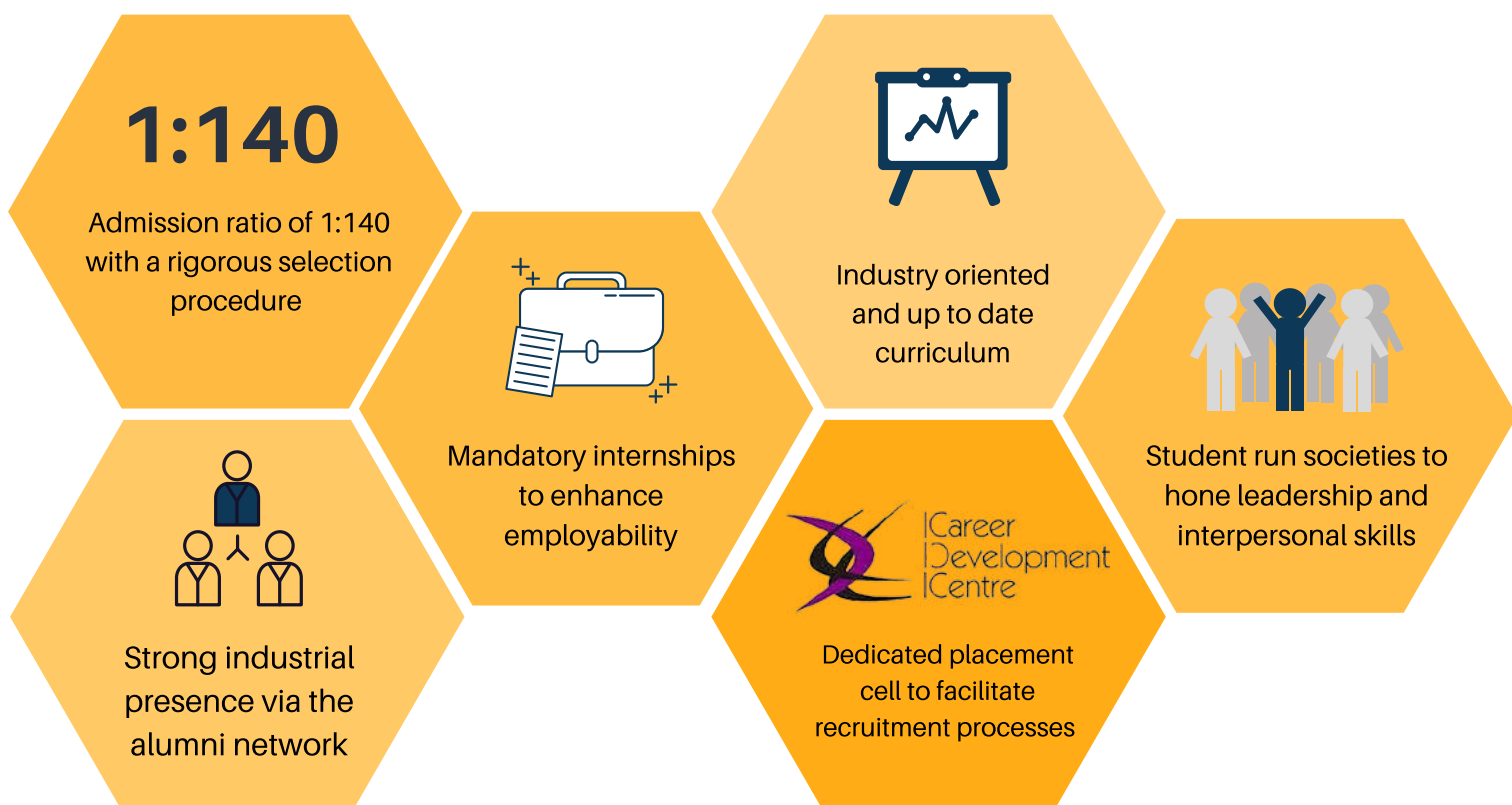 1:140
Admission ratio of 1:140
with a rigorous selection
procedure
Strong industrial
presence via the
alumni network
Mandatory internships
to enhance
employability
Industry oriented
and up to date
curriculum
Career
Development
Centre
Dedicated placement
cell to facilitate
recruitment processes
Student run societies to
hone leadership and
interpersonal skills